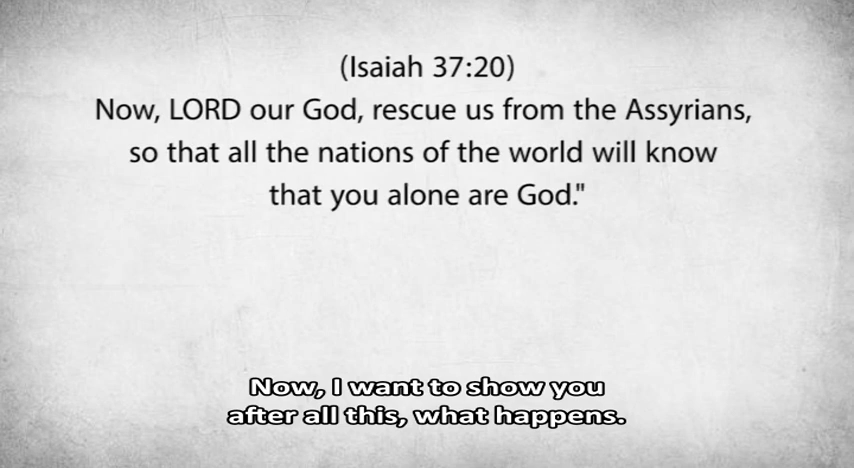 (Isaiah 37:20)
Now, LORD our God, rescue us from the Assyrians,
so that all the nations of the world will know
that you alone are God."
Now, I want to show you
after all this, what happens.